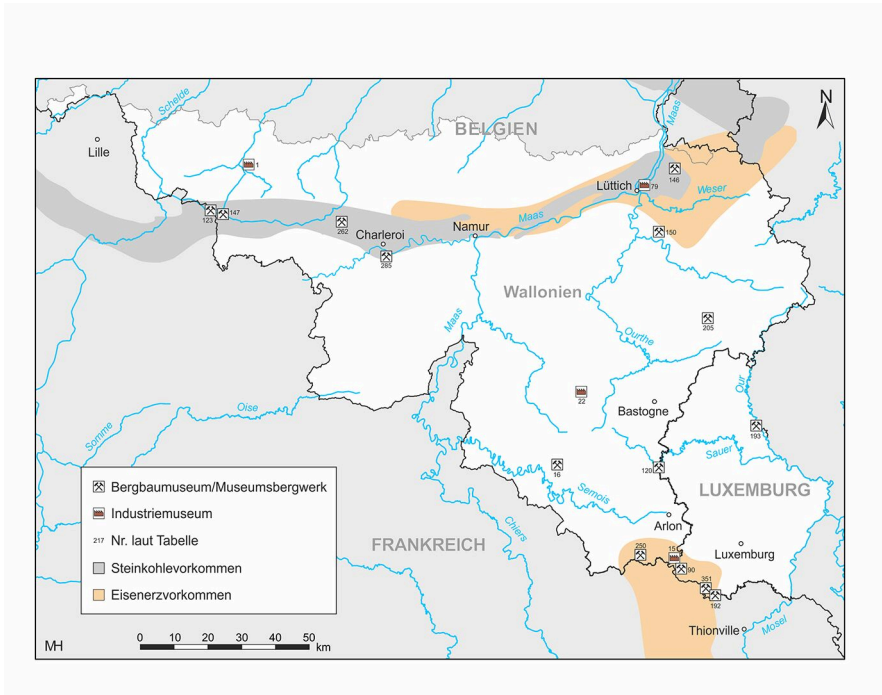 Schelde
Maas
N
BELGIEN
Lille
1
146
Lüttich
79
Weser
123
147
262
Maas
Namur
Charleroi
150
285
Wallonien
205
Maas
Ourthe
Our
22
Bastogne
Oise
193
Somme
Sauer
16
120
Bergbaumuseum/Museumsbergwerk
LUXEMBURG
Semois
Industriemuseum
Arlon
Chiers
217 Nr. laut Tabelle
FRANKREICH
250
151
Luxemburg
Steinkohlevorkommen
90
351
Eisenerzvorkommen
192
Mosel
Thionville
0 10 20 30 40 50
km
MH